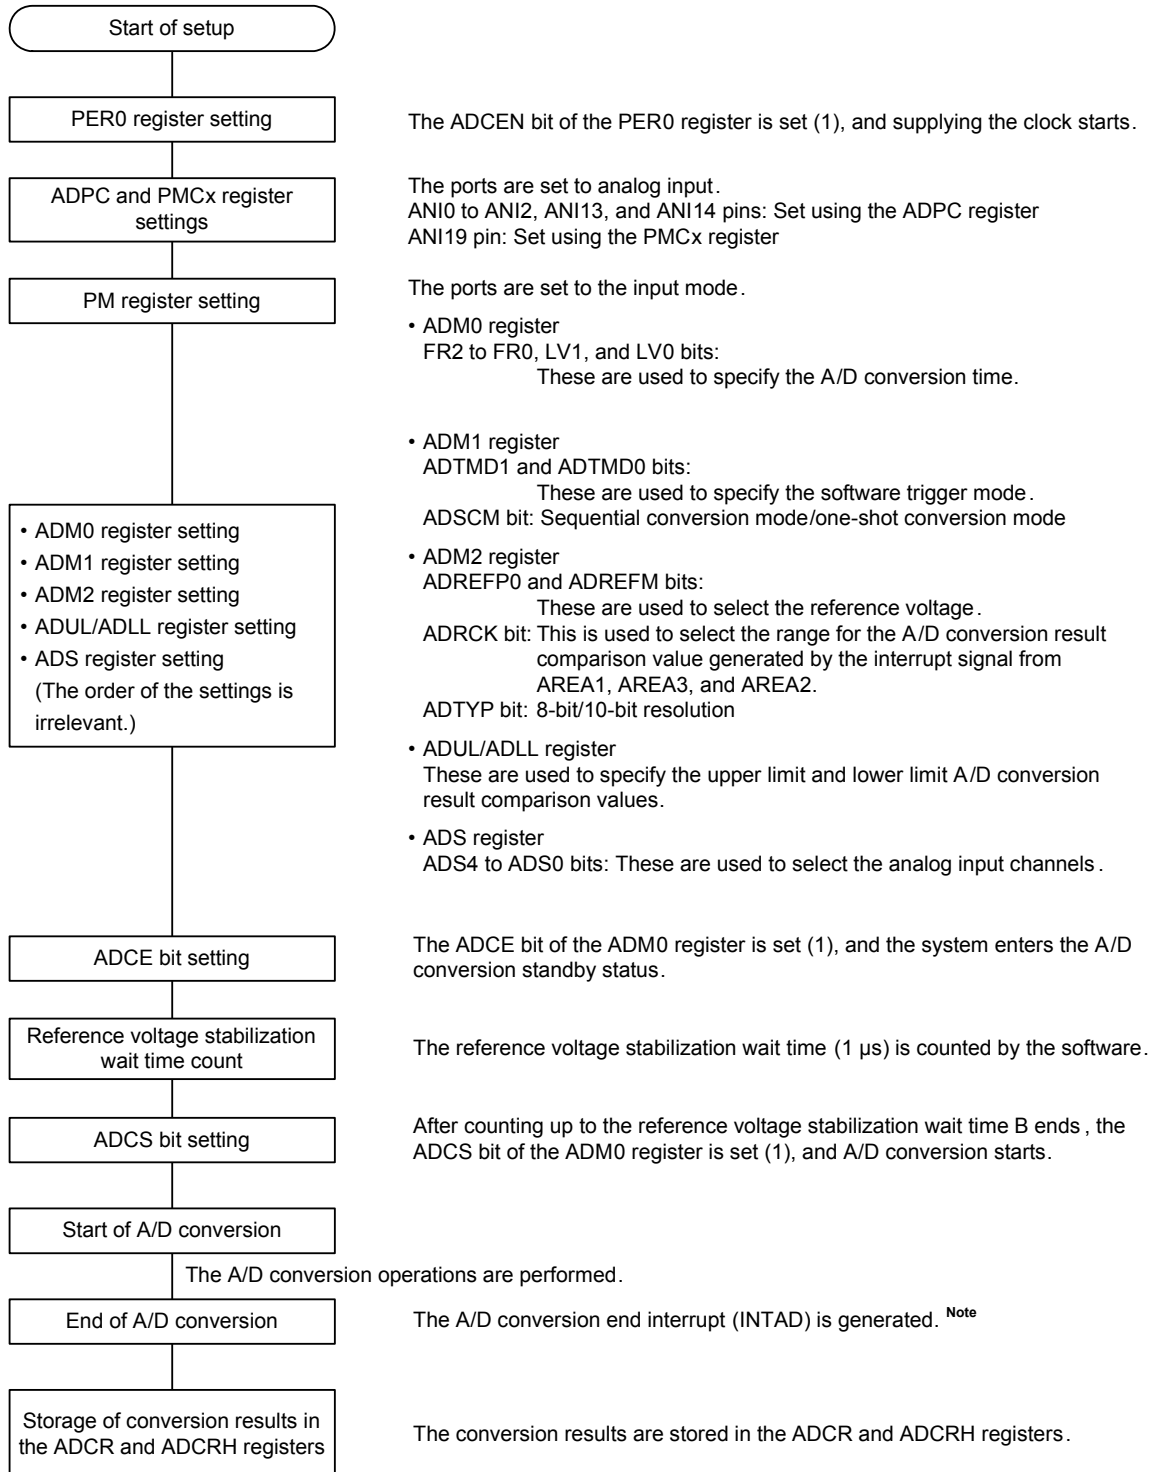 Start of setup
PER0 register setting
The ADCEN bit of the PER0 register is set (1), and supplying the clock starts.
ADPC and PMCx register
settings
The ports are set to analog input.
ANI0 to ANI2, ANI13, and ANI14 pins: Set using the ADPC register
ANI19 pin: Set using the PMCx register
PM register setting
The ports are set to the input mode.
• ADM0 register setting
• ADM1 register setting
• ADM2 register setting
• ADUL/ADLL register setting
• ADS register setting
(The order of the settings is
irrelevant.)
• ADM0 register
FR2 to FR0, LV1, and LV0 bits:
These are used to specify the A/D conversion time.
• ADM1 register
ADTMD1 and ADTMD0 bits:
These are used to specify the software trigger mode.
ADSCM bit: Sequential conversion mode/one-shot conversion mode
• ADM2 register
ADREFP0 and ADREFM bits:
These are used to select the reference voltage.
ADRCK bit: This is used to select the range for the A/D conversion result
comparison value generated by the interrupt signal from
AREA1, AREA3, and AREA2.
ADTYP bit: 8-bit/10-bit resolution
• ADUL/ADLL register
These are used to specify the upper limit and lower limit A/D conversion
result comparison values.
• ADS register
ADS4 to ADS0 bits: These are used to select the analog input channels.
ADCE bit setting
The ADCE bit of the ADM0 register is set (1), and the system enters the A/D
conversion standby status.
Reference voltage stabilization
wait time count
The reference voltage stabilization wait time (1 µs) is counted by the software.
ADCS bit setting
After counting up to the reference voltage stabilization wait time B ends, the
ADCS bit of the ADM0 register is set (1), and A/D conversion starts.
Start of A/D conversion
The A/D conversion operations are performed.
End of A/D conversion
The A/D conversion end interrupt (INTAD) is generated. Note
Storage of conversion results in
the ADCR and ADCRH registers
The conversion results are stored in the ADCR and ADCRH registers.